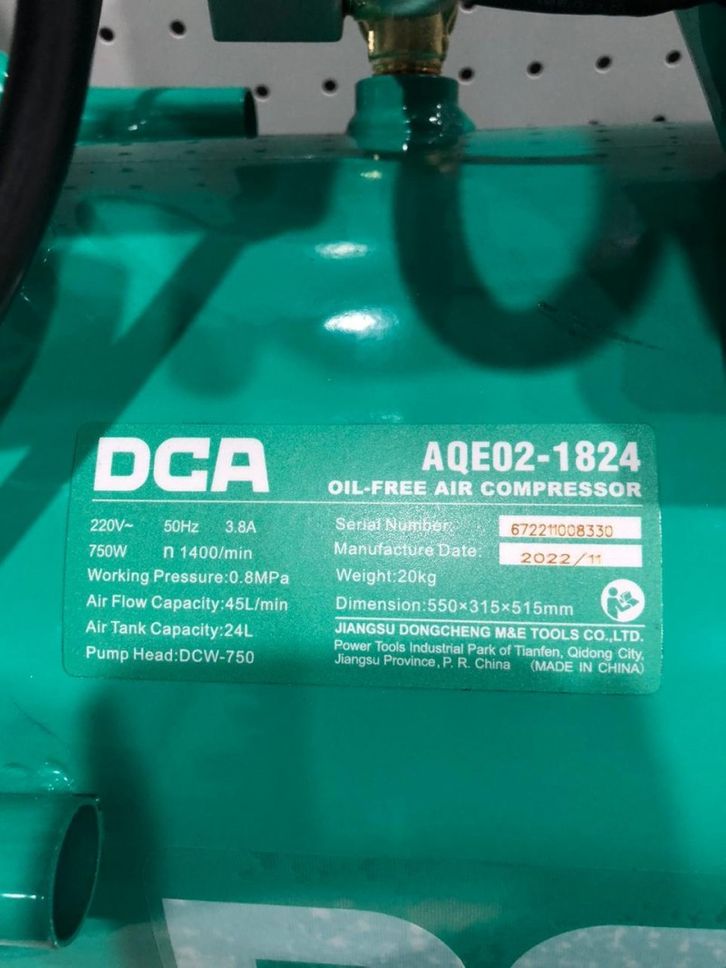 DCA
AQE02-1824
OIL-FREE AIR COMPRESSOR
220V~ 50Hz 3.8A
750W n 1400/min
Working Pressure:0.8MPa
Air Flow Capacity:45L/min
Air Tank Capacity:24L
Pump Head:DCW-750
Serial Number: 672211008330
Manufacture Date: 2022/11
Weight:20kg
Dimension:550×315×515mm
JIANGSU DONGCHENG M&E TOOLS CO.,LTD.
Power Tools Industrial Park of Tianfen, Qidong City,
Jiangsu Province, P. R. China (MADE IN CHINA)